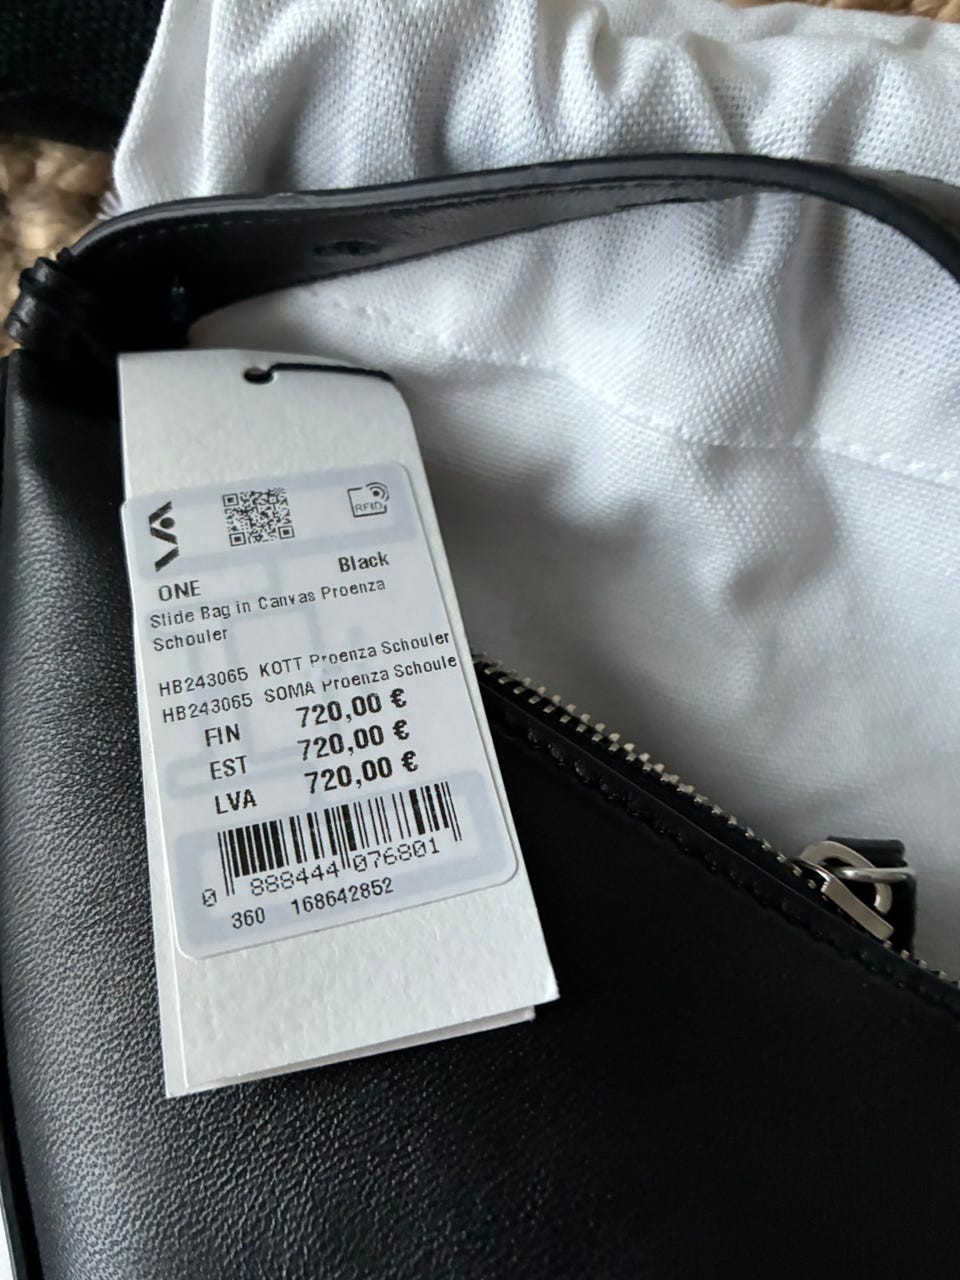 RFID
ONE Black
Slide Bag in Canvas Proenza
Schouler
HB243065 KOTT Proenza Schouler
HB243065 SOMA Proenza Schoule
FIN 720,00 €
EST 720,00 €
LVA 720,00 €
0 888444 076801
360 168642852